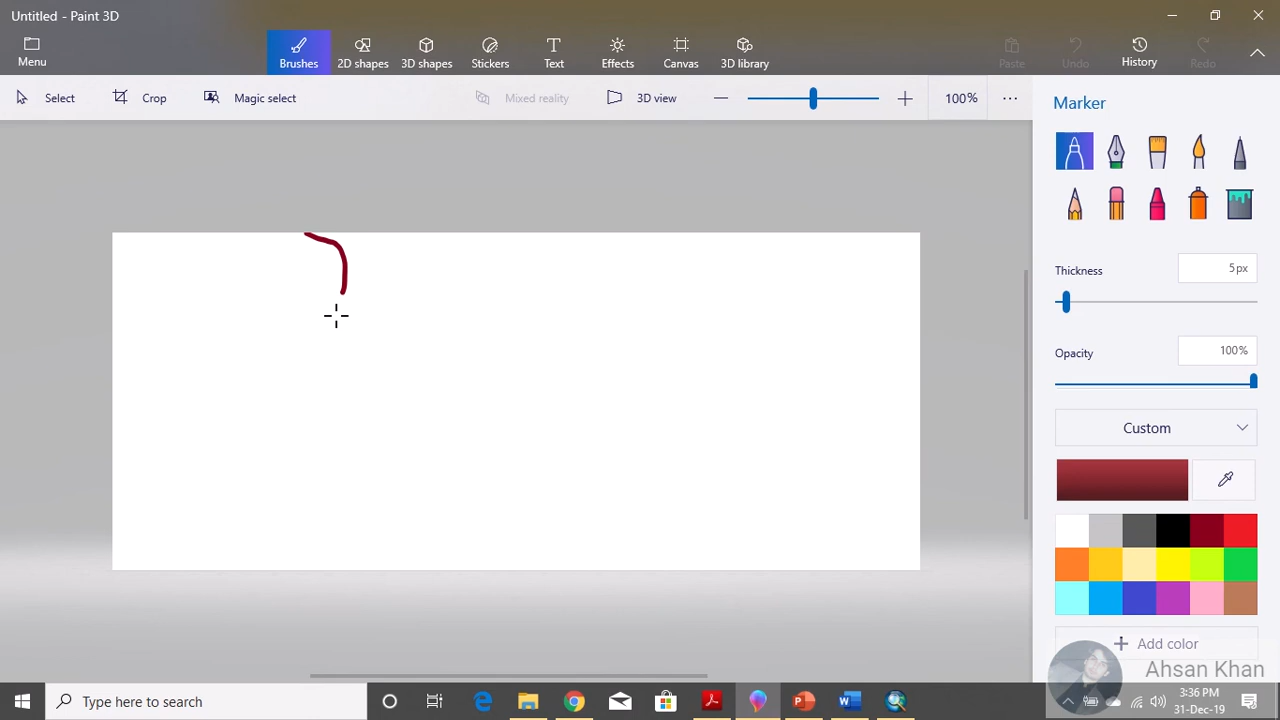 Untitled - Paint 3D
Menu
Brushes
2D shapes
3D shapes
Stickers
Text
Effects
Canvas
3D library
Paste
Undo
History
Redo
Select
Crop
Magic select
Mixed reality
3D view
100%
Marker
Thickness
5px
Opacity
100%
Custom
Add color
Ahsan Khan
Type here to search
3:36 PM
31-Dec-19